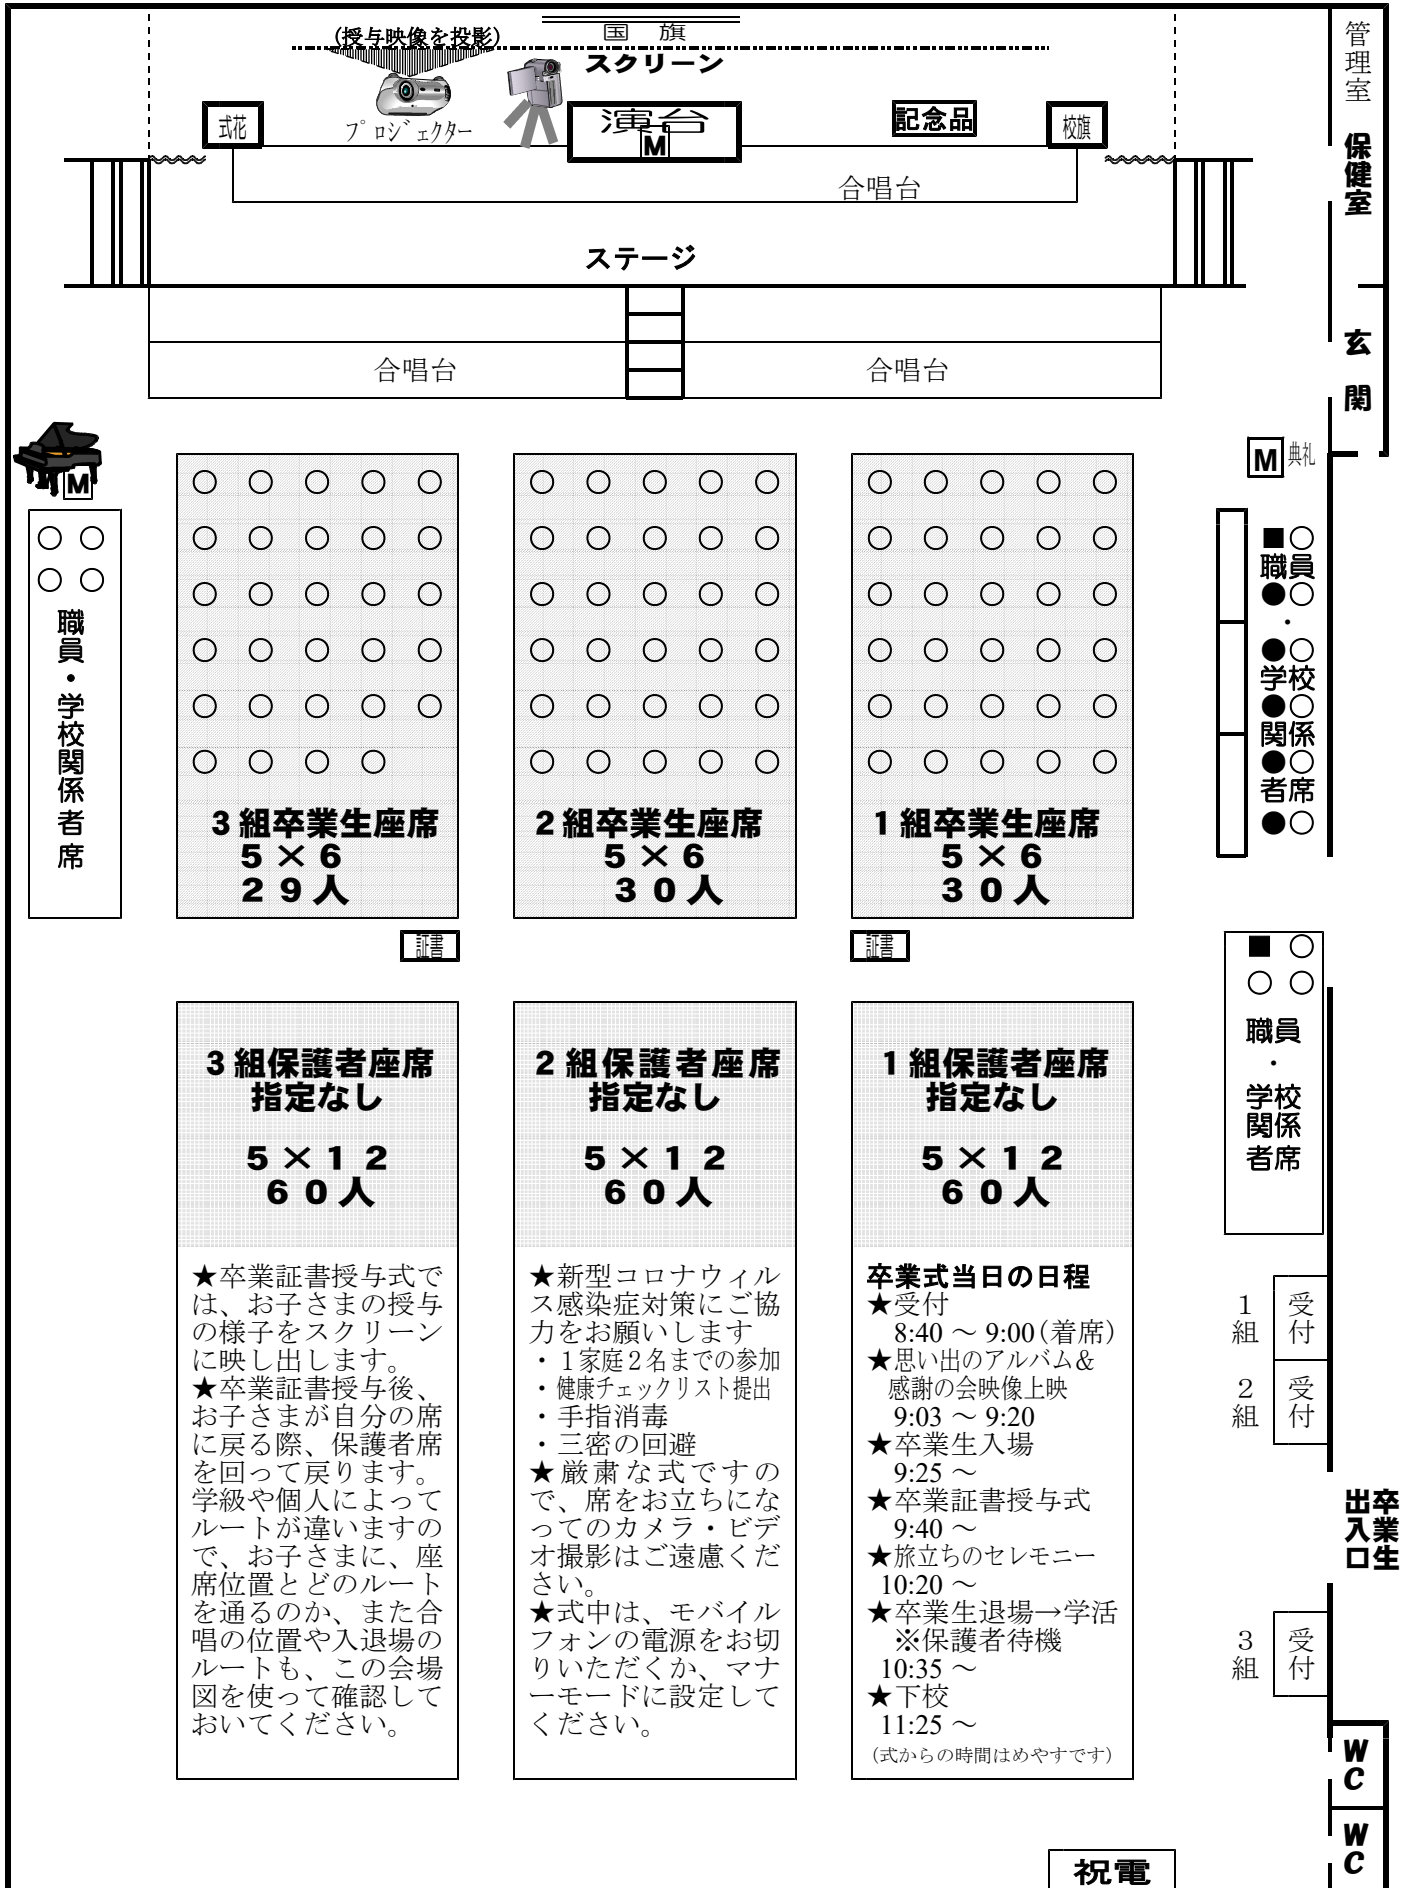 (授与映像を投影)
国 旗
スクリーン
式花
プロジェクター
演台
M
記念品
校旗
管理室
保健室
合唱台
ステージ
玄関
合唱台
合唱台
M
M
典礼
職員・学校関係者席
■○
職員
●○
・
●○
学校
●○
関係
●○
者席
●○
3組卒業生座席
5×6
29人
2組卒業生座席
5×6
30人
1組卒業生座席
5×6
30人
証書
証書
職員
・
学校
関係
者席
3組保護者座席
指定なし
5×12
60人
2組保護者座席
指定なし
5×12
60人
1組保護者座席
指定なし
5×12
60人
★卒業証書授与式で
は、お子さまの授与
の様子をスクリーン
に映し出します。
★卒業証書授与後、
お子さまが自分の席
に戻る際、保護者席
を回って戻ります。
学級や個人によって
ルートが違いますの
で、お子さまに、座
席位置とどのルート
を通るのか、また合
唱の位置や入退場の
ルートも、この会場
図を使って確認して
おいてください。
★新型コロナウィル
ス感染症対策にご協
力をお願いします
・1家庭2名までの参加
・健康チェックリスト提出
・手指消毒
・三密の回避
★厳粛な式ですの
で、席をお立ちにな
ってのカメラ・ビデ
オ撮影はご遠慮くだ
さい。
★式中は、モバイル
フォンの電源をお切
りいただくか、マナ
ーモードに設定して
ください。
卒業式当日の日程
★受付
8:40 ～ 9:00(着席)
★思い出のアルバム&
感謝の会映像上映
9:03 ～ 9:20
★卒業生入場
9:25 ～
★卒業証書授与式
9:40 ～
★旅立ちのセレモニー
10:20 ～
★卒業生退場→学活
※保護者待機
10:35 ～
★下校
11:25 ～
(式からの時間はめやすです)
1組
受付
2組
受付
卒業生
出入口
3組
受付
WC
WC
祝電